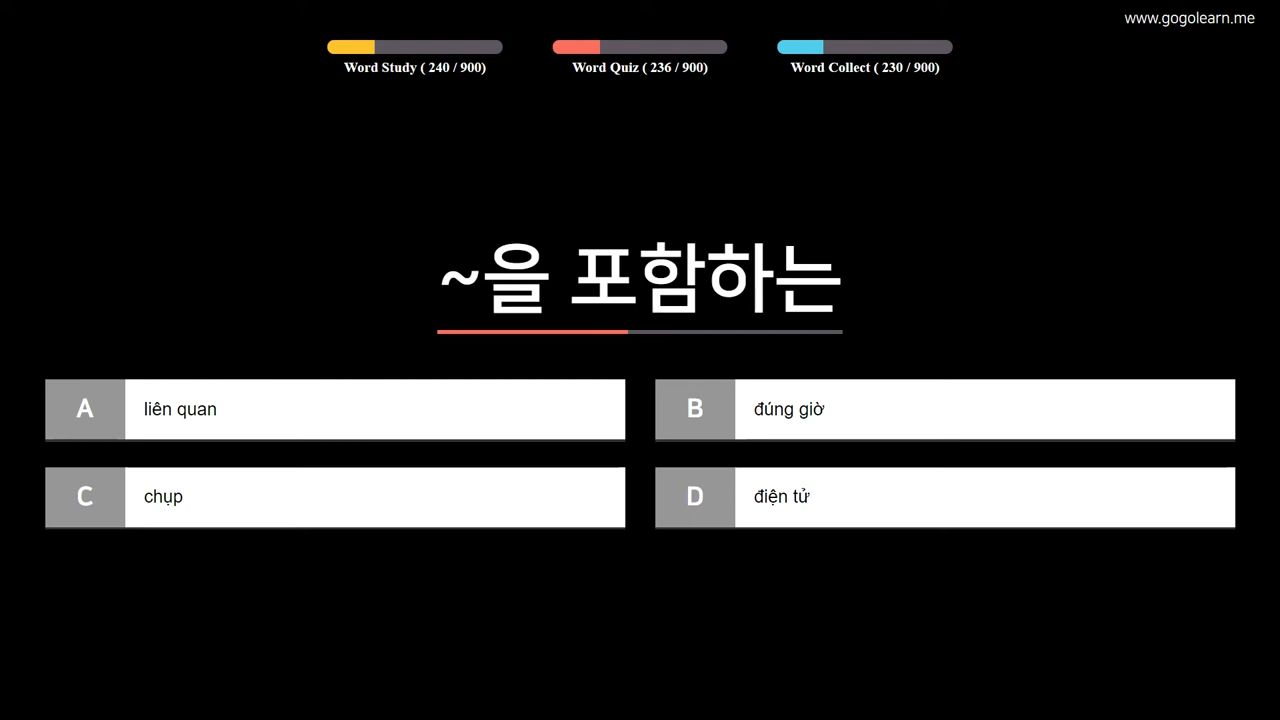 www.gogolearn.me
Word Study ( 240 / 900)
Word Quiz ( 236 / 900)
Word Collect ( 230 / 900)
~을 포함하는
A liên quan
B đúng giờ
C chụp
D điện tử